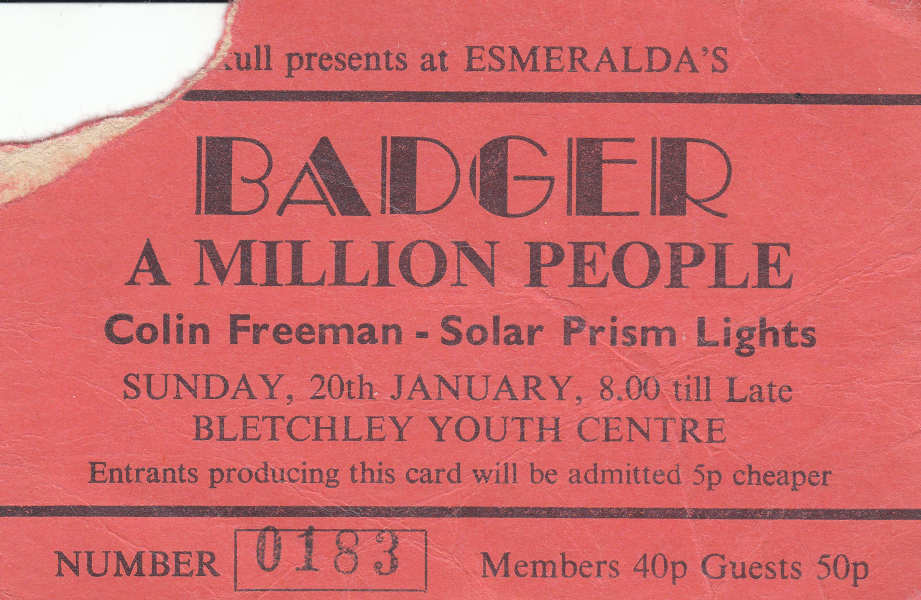 presents at ESMERALDA'S
BADGER
A MILLION PEOPLE
Colin Freeman - Solar Prism Lights
SUNDAY, 20th JANUARY, 8.00 till Late
BLETCHLEY YOUTH CENTRE
Entrants producing this card will be admitted 5p cheaper
NUMBER 0183 Members 40p Guests 50p